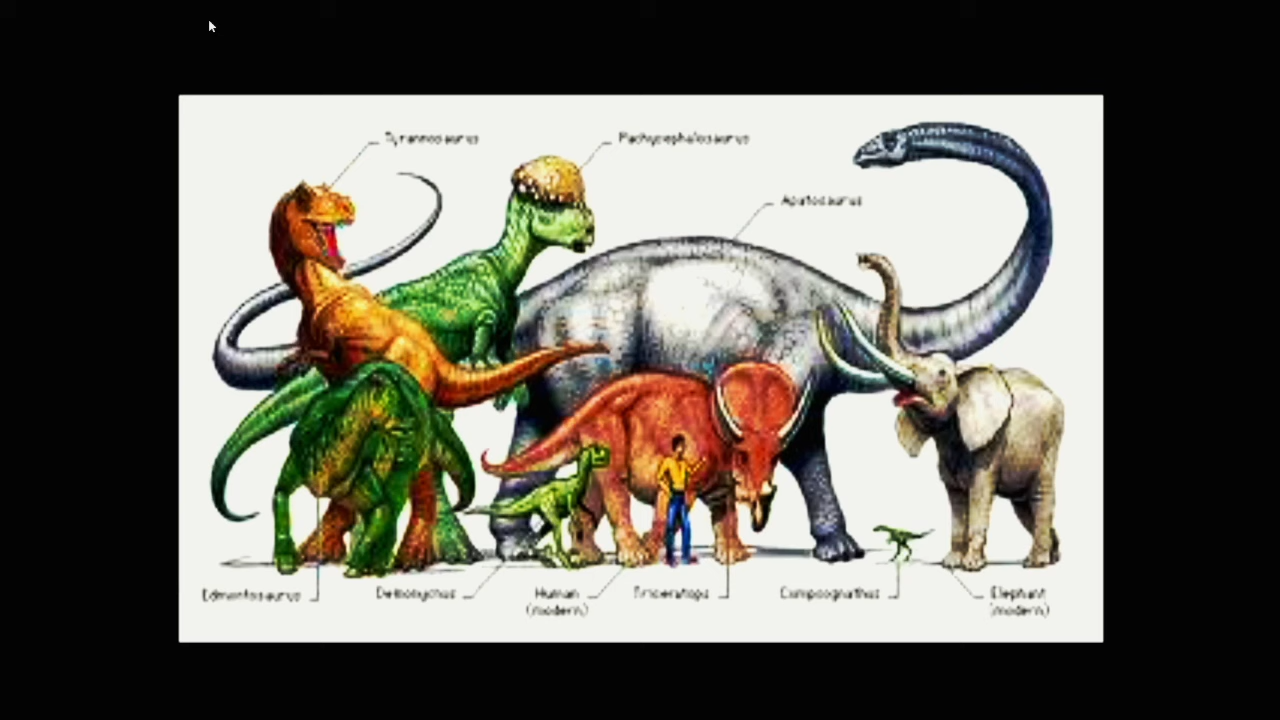 Tyrannosaurus
Pachycephalosaurus
Apatosaurus
Edmontosaurus
Deinonychus
Human
(modern)
Triceratops
Compsognathus
Elephant
(modern)